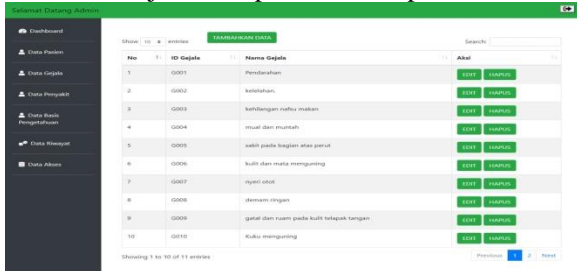 Selamat Datang Admin
Dashboard
Data Pasien
Data Gejala
Data Penyakit
Data Basis
Pengetahuan
Data Riwayat
Data Akses
TAMBAHKAN DATA
Show 10 entries
Search:
No ID Gejala Nama Gejala Aksi
1 G001 Pendarahan EDIT HAPUS
2 G002 kelelahan, EDIT HAPUS
3 G003 kehilangan nafsu makan EDIT HAPUS
4 G004 mual dan muntah EDIT HAPUS
5 G005 sakit pada bagian atas perut EDIT HAPUS
6 G006 kulit dan mata menguning EDIT HAPUS
7 G007 nyeri otot EDIT HAPUS
8 G008 demam ringan EDIT HAPUS
9 G009 gatal dan ruam pada kulit telapak tangan EDIT HAPUS
10 G010 Kuku menguning EDIT HAPUS
Showing 1 to 10 of 11 entries
Previous 1 2 Next